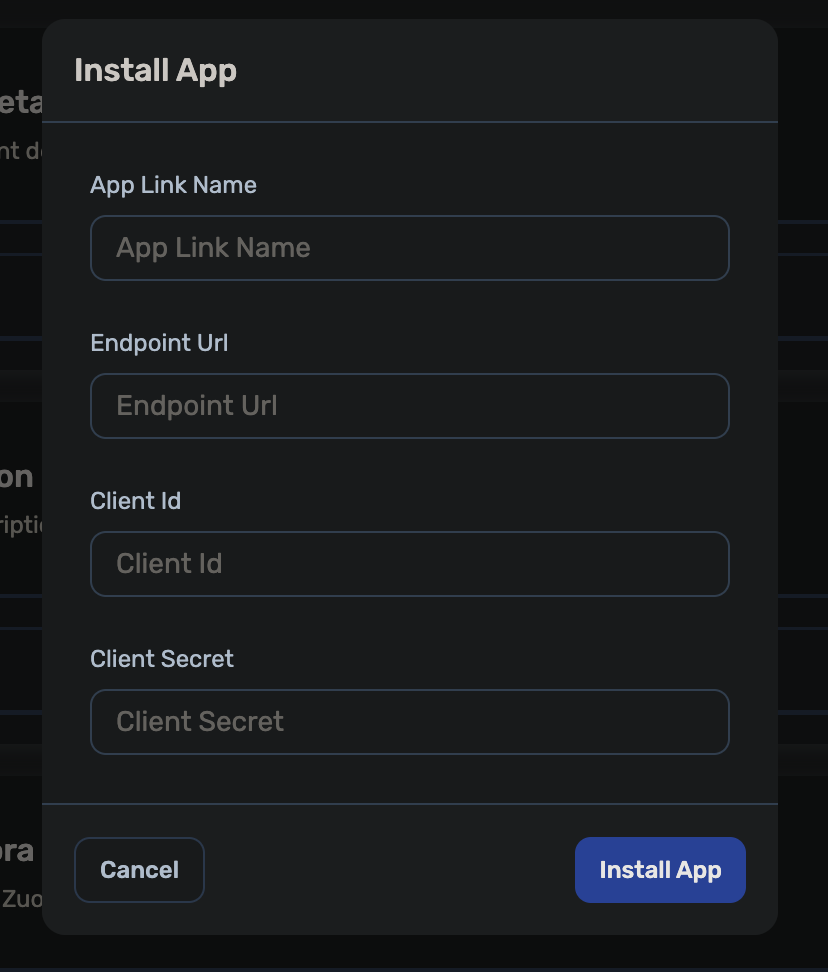 Install App
eta
nt d
App Link Name
App Link Name
Endpoint Url
Endpoint Url
on
Client Id
riptio
Client Id
Client Secret
Client Secret
ora
Cancel
Install App
Zuo